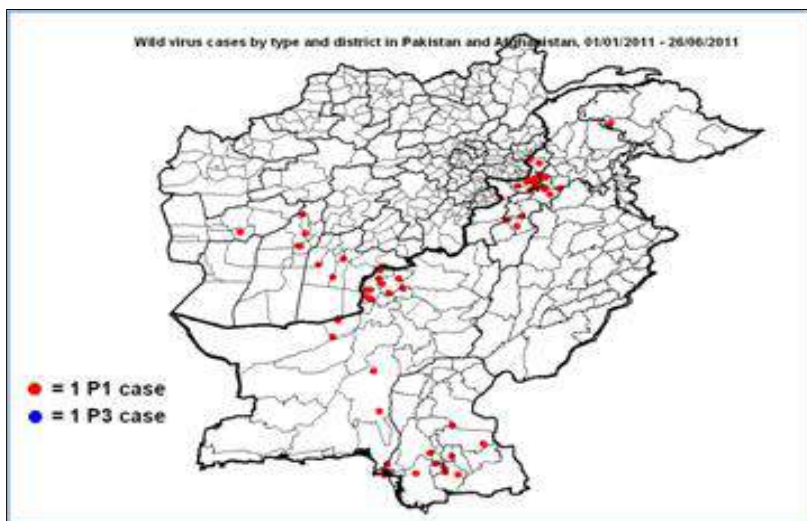 Wild virus cases by type and district in Pakistan and Afghanistan, 01/01/2011 - 26/06/2011
= 1 P1 case
= 1 P3 case